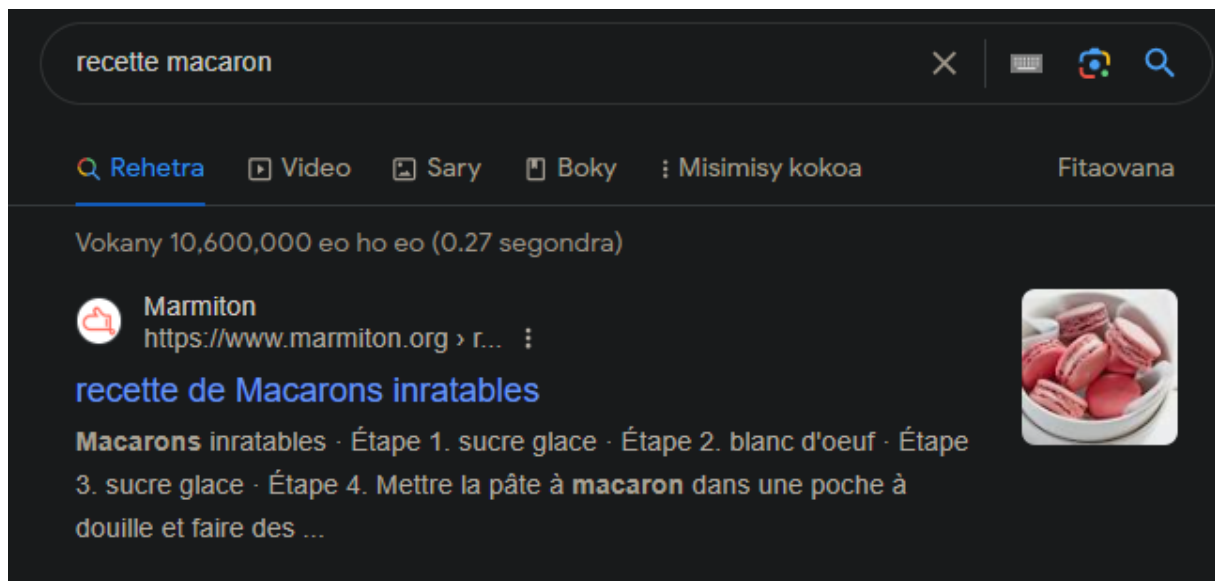 recette macaron
Rehetra Video Sary Boky Misimisy kokoa Fitaovana
Vokany 10,600,000 eo ho eo (0.27 segondra)
Marmiton
https://www.marmiton.org › r...
recette de Macarons inratables
Macarons inratables · Étape 1. sucre glace · Étape 2. blanc d'oeuf · Étape
3. sucre glace · Étape 4. Mettre la pâte à macaron dans une poche à
douille et faire des ...